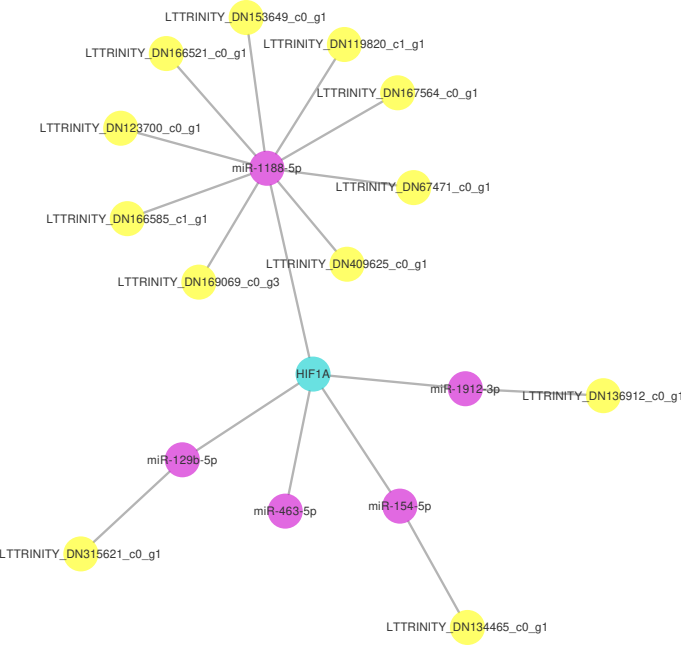 LTTRINITY_DN153649_c0_g1
LTTRINITY_DN119820_c1_g1
LTTRINITY_DN166521_c0_g1
LTTRINITY_DN167564_c0_g1
LTTRINITY_DN123700_c0_g1
miR-1188-5p
LTTRINITY_DN67471_c0_g1
LTTRINITY_DN166585_c1_g1
LTTRINITY_DN409625_c0_g1
LTTRINITY_DN169069_c0_g3
HIF1A
miR-1912-3p
LTTRINITY_DN136912_c0_g1
miR-129b-5p
miR-154-5p
miR-463-5p
LTTRINITY_DN315621_c0_g1
LTTRINITY_DN134465_c0_g1